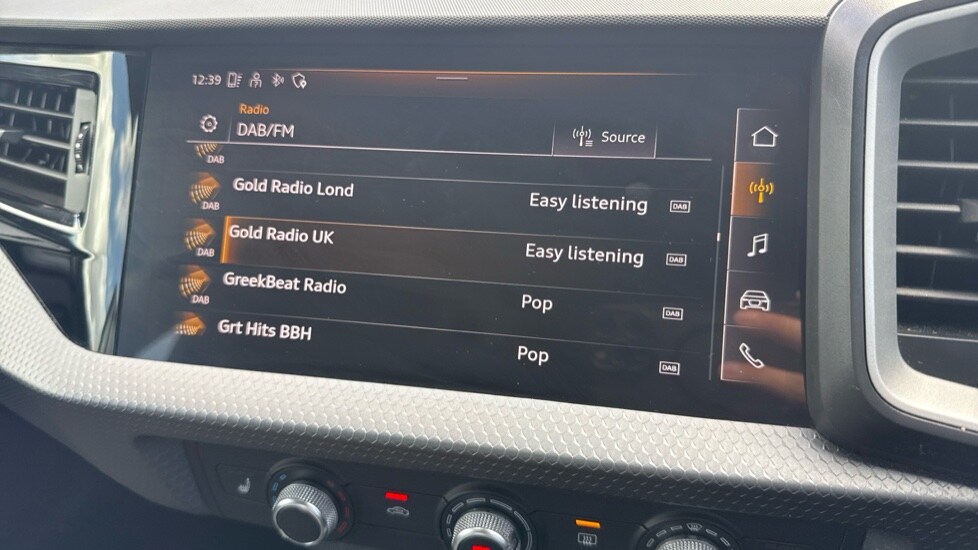 12:39
Radio
DAB/FM
Source
DAB
Gold Radio Lond Easy listening DAB
DAB
Gold Radio UK Easy listening DAB
DAB
GreekBeat Radio Pop DAB
DAB
Grt Hits BBH Pop DAB